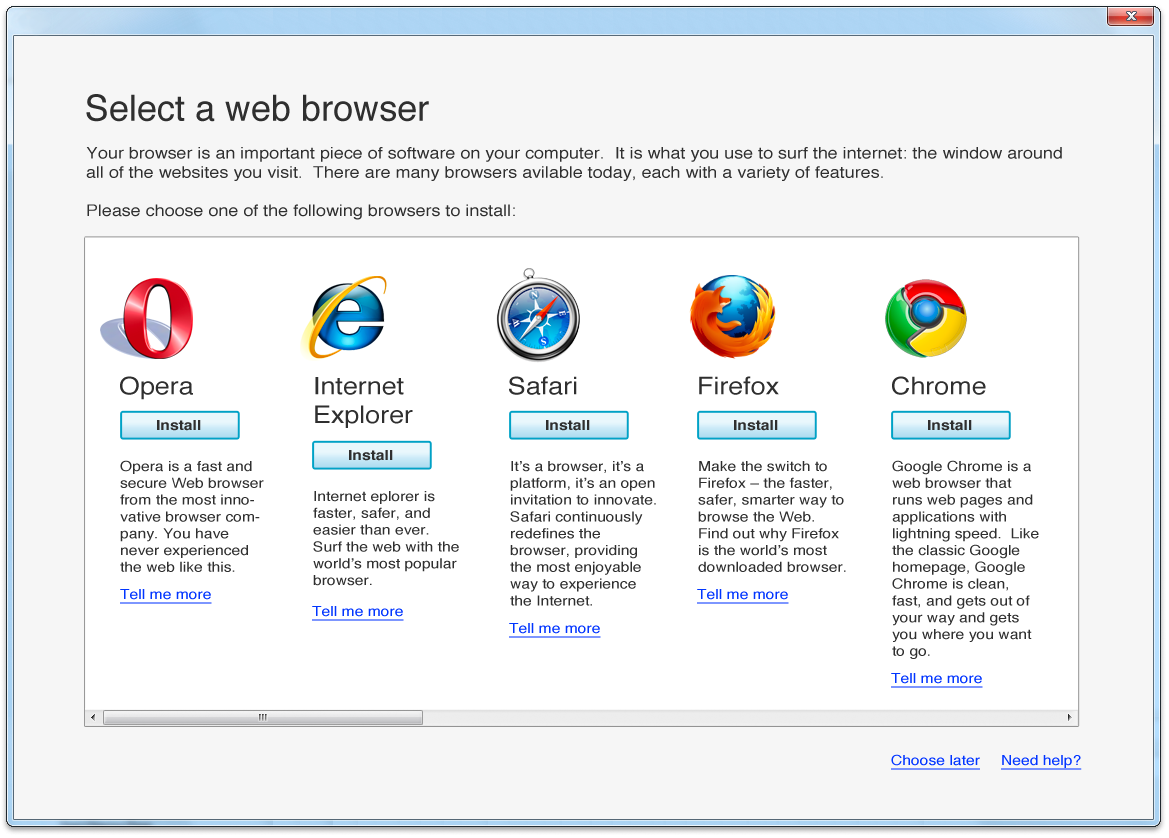 Select a web browser
Your browser is an important piece of software on your computer.  It is what you use to surf the internet: the window around
all of the websites you visit.  There are many browsers avilable today, each with a variety of features.
Please choose one of the following browsers to install:
Opera
Install
Opera is a fast and
secure Web browser
from the most inno-
vative browser com-
pany. You have
never experienced
the web like this.
Tell me more
Internet
Explorer
Install
Internet eplorer is
faster, safer, and
easier than ever.
Surf the web with the
world's most popular
browser.
Tell me more
Safari
Install
It's a browser, it's a
platform, it's an open
invitation to innovate.
Safari continuously
redefines the
browser, providing
the most enjoyable
way to experience
the Internet.
Tell me more
Firefox
Install
Make the switch to
Firefox – the faster,
safer, smarter way to
browse the Web.
Find out why Firefox
is the world's most
downloaded browser.
Tell me more
Chrome
Install
Google Chrome is a
web browser that
runs web pages and
applications with
lightning speed.  Like
the classic Google
homepage, Google
Chrome is clean,
fast, and gets out of
your way and gets
you where you want
to go.
Tell me more
Choose later
Need help?